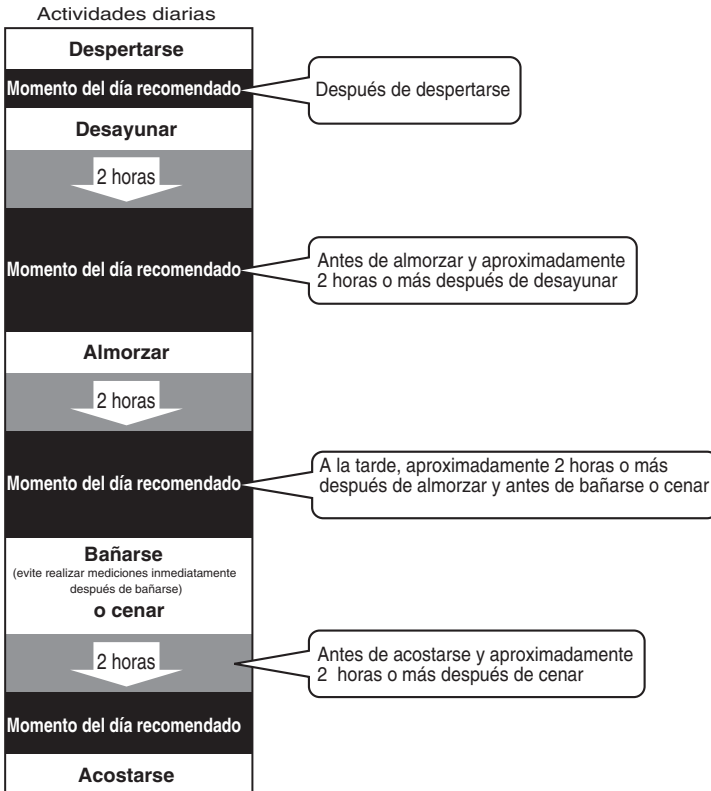 Actividades diarias
Despertarse
Momento del día recomendado
Después de despertarse
Desayunar
2 horas
Momento del día recomendado
Antes de almorzar y aproximadamente
2 horas o más después de desayunar
Almorzar
2 horas
Momento del día recomendado
A la tarde, aproximadamente 2 horas o más
después de almorzar y antes de bañarse o cenar
Bañarse
(evite realizar mediciones inmediatamente
después de bañarse)
o cenar
2 horas
Antes de acostarse y aproximadamente
2 horas o más después de cenar
Momento del día recomendado
Acostarse